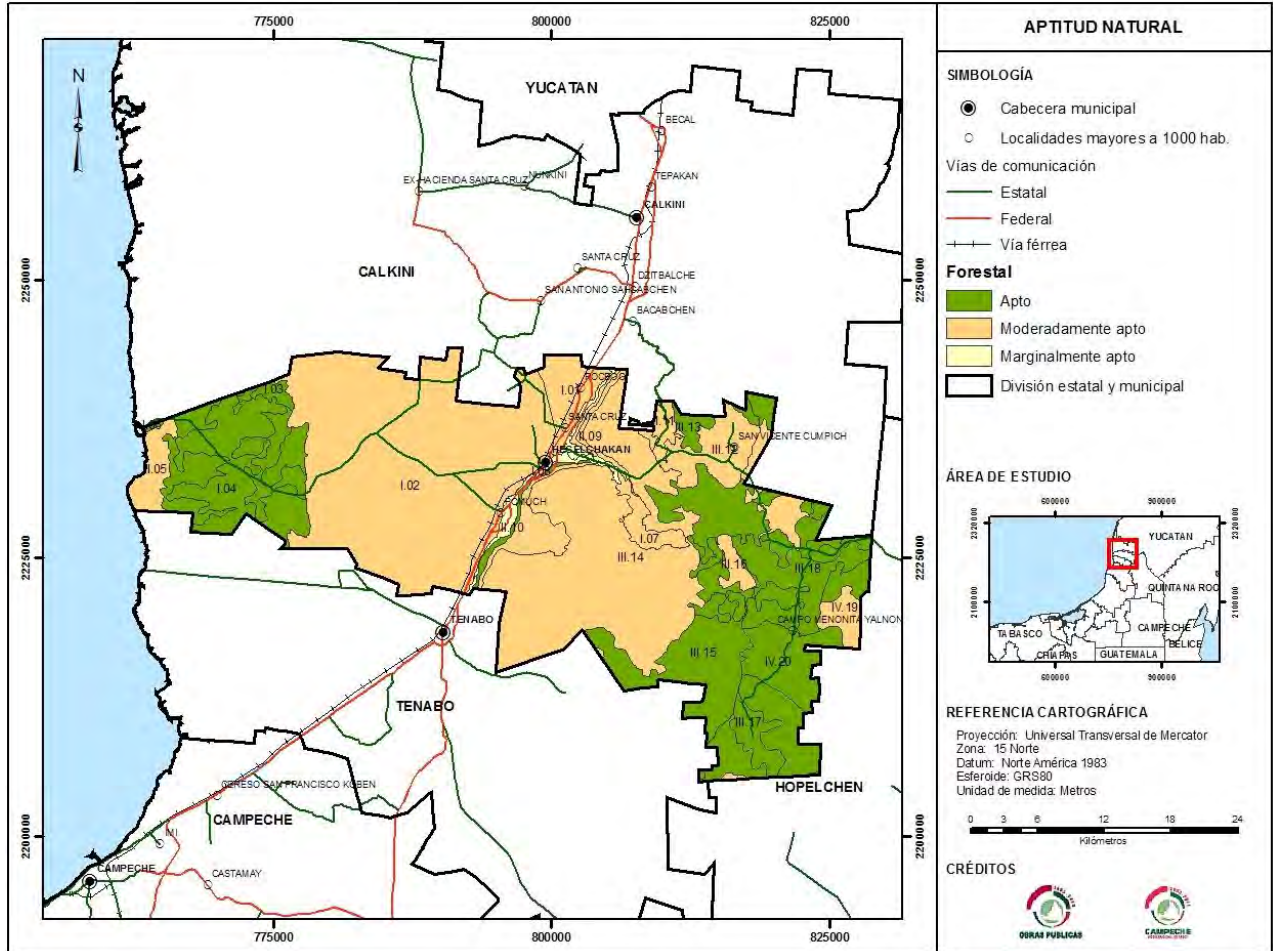 775000
800000
825000
2250000
2225000
2200000
2250000
2225000
2200000
775000
800000
825000
N
YUCATAN
BECAL
TEPAKAN
NUNKINI
EX-HACIENDA SANTA CRUZ
CALKINI
CALKINI
SANTA CRUZ
DZITBALCHE
SAN ANTONIO SAHSABCHEN
BACABCHEN
I.03
I.05
I.04
I.02
SANTA CRUZ
II.09
HECELCHAKAN
POMUCH
II.10
III.13
III.12
SAN VICENTE CUMPICH
I.07
III.14
III.16
III.18
IV.19
CAMPO MENONITA YALNON
III.15
IV.20
III.17
TENABO
TENABO
HOPELCHEN
CERESO SAN FRANCISCO KOBEN
CAMPECHE
CAMPECHE
CASTAMAY
APTITUD NATURAL
SIMBOLOGÍA
Cabecera municipal
Localidades mayores a 1000 hab.
Vías de comunicación
Estatal
Federal
Vía férrea
Forestal
Apto
Moderadamente apto
Marginalmente apto
División estatal y municipal
ÁREA DE ESTUDIO
600000
900000
2320000
2320000
YUCATAN
QUINTANA ROO
2100000
2100000
CAMPECHE
TABASCO
BELICE
CHIAPAS
GUATEMALA
600000
900000
REFERENCIA CARTOGRÁFICA
Proyección: Universal Transversal de Mercator
Zona: 15 Norte
Datum: Norte América 1983
Esferoide: GRS80
Unidad de medida: Metros
0 3 6 12 18 24
Kilómetros
CRÉDITOS
OBRAS PUBLICAS
CAMPECHE